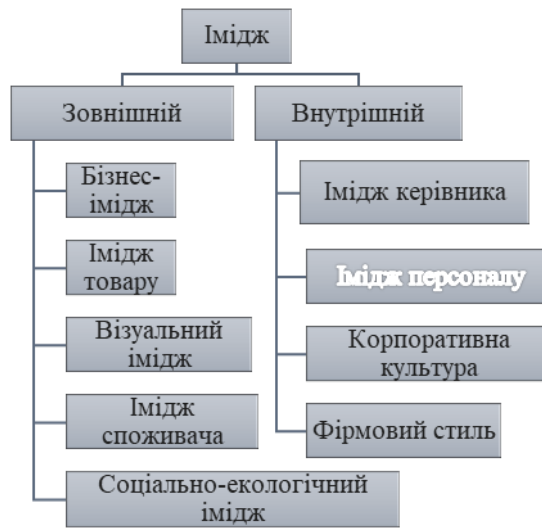 Імідж
Зовнішній
Бізнес-
імідж
Імідж
товару
Візуальний
імідж
Імідж
споживача
Соціально-екологічний
імідж
Внутрішній
Імідж керівника
Імідж персоналу
Корпоративна
культура
Фірмовий стиль